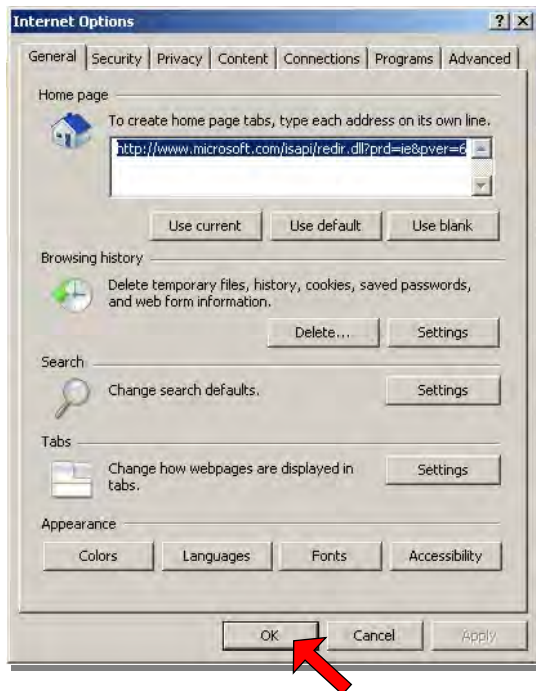 Internet Options
General Security Privacy Content Connections Programs Advanced
Home page
To create home page tabs, type each address on its own line.
http://www.microsoft.com/isapi/redir.dll?prd=ie&pver=6
Use current Use default Use blank
Browsing history
Delete temporary files, history, cookies, saved passwords,
and web form information.
Delete... Settings
Search
Change search defaults. Settings
Tabs
Change how webpages are displayed in
tabs.
Settings
Appearance
Colors Languages Fonts Accessibility
OK Cancel Apply